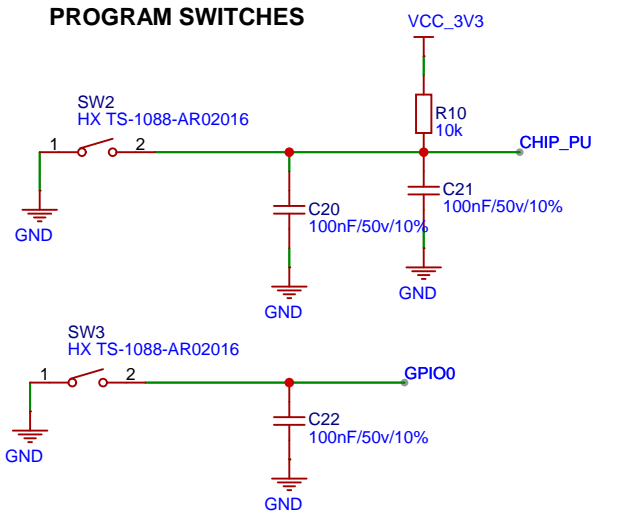 PROGRAM SWITCHES
VCC_3V3
SW2
HX TS-1088-AR02016
R10
10k
1
2
CHIP_PU
C20
100nF/50v/10%
C21
100nF/50v/10%
GND
GND
GND
SW3
HX TS-1088-AR02016
1
2
GPIO0
C22
100nF/50v/10%
GND
GND